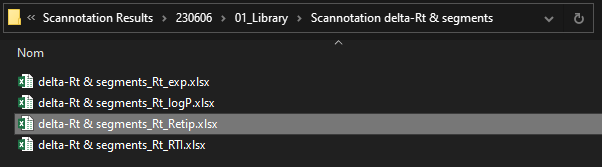 « Scannotation Results > 230606 > 01_Library > Scannotation delta-Rt & segments
Nom
delta-Rt & segments_Rt_exp.xlsx
delta-Rt & segments_Rt_logP.xlsx
delta-Rt & segments_Rt_Retip.xlsx
delta-Rt & segments_Rt_RTI.xlsx